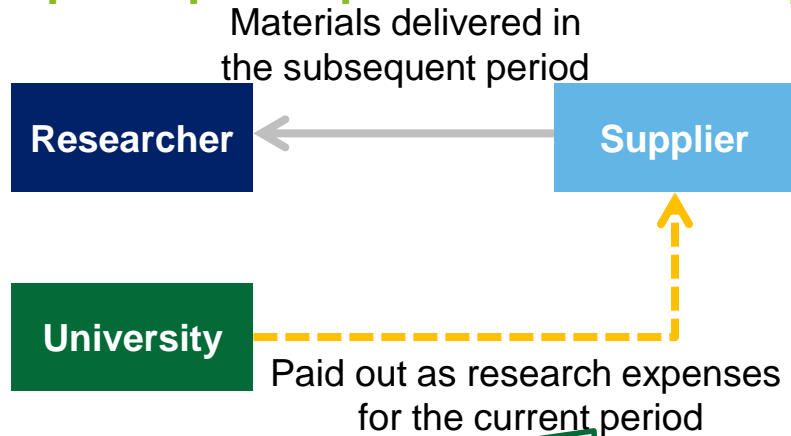 Materials delivered in
the subsequent period
Researcher
Supplier
University
Paid out as research expenses
for the current period